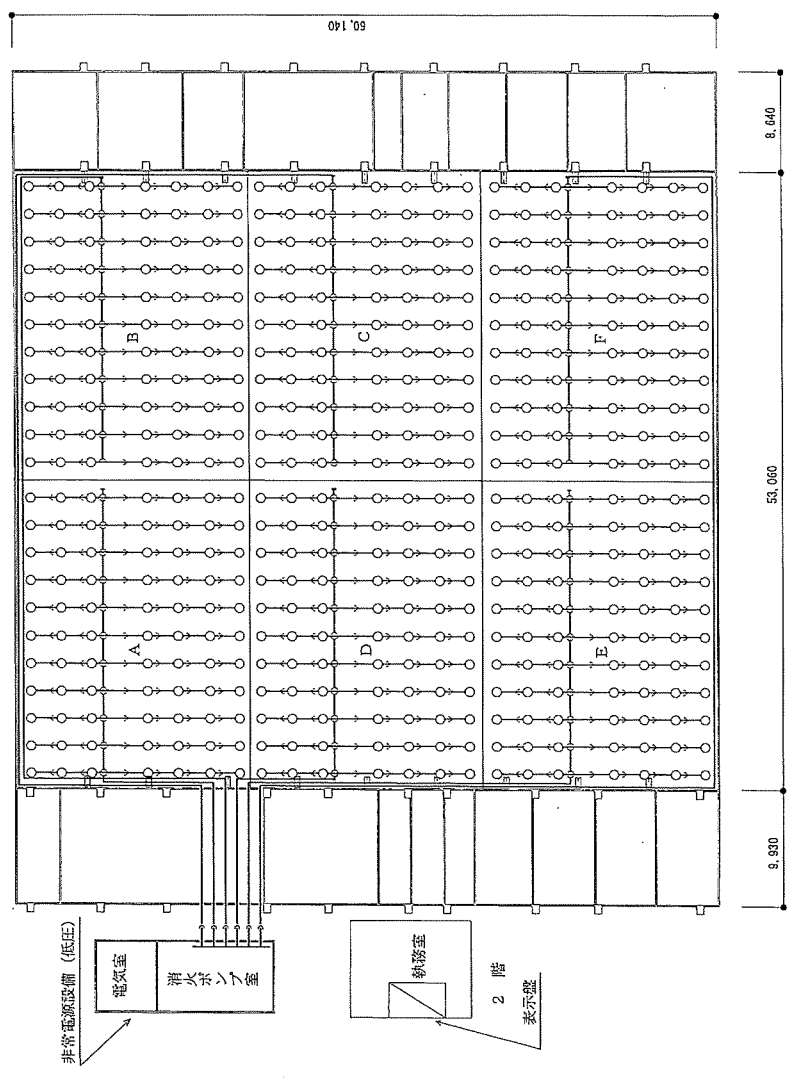 60,140
8,640
53,060
9,930
B
C
F
A
D
E
非常電源設備（低圧）
電気室
消火
ポンプ
室
執務室
2 階
表示盤